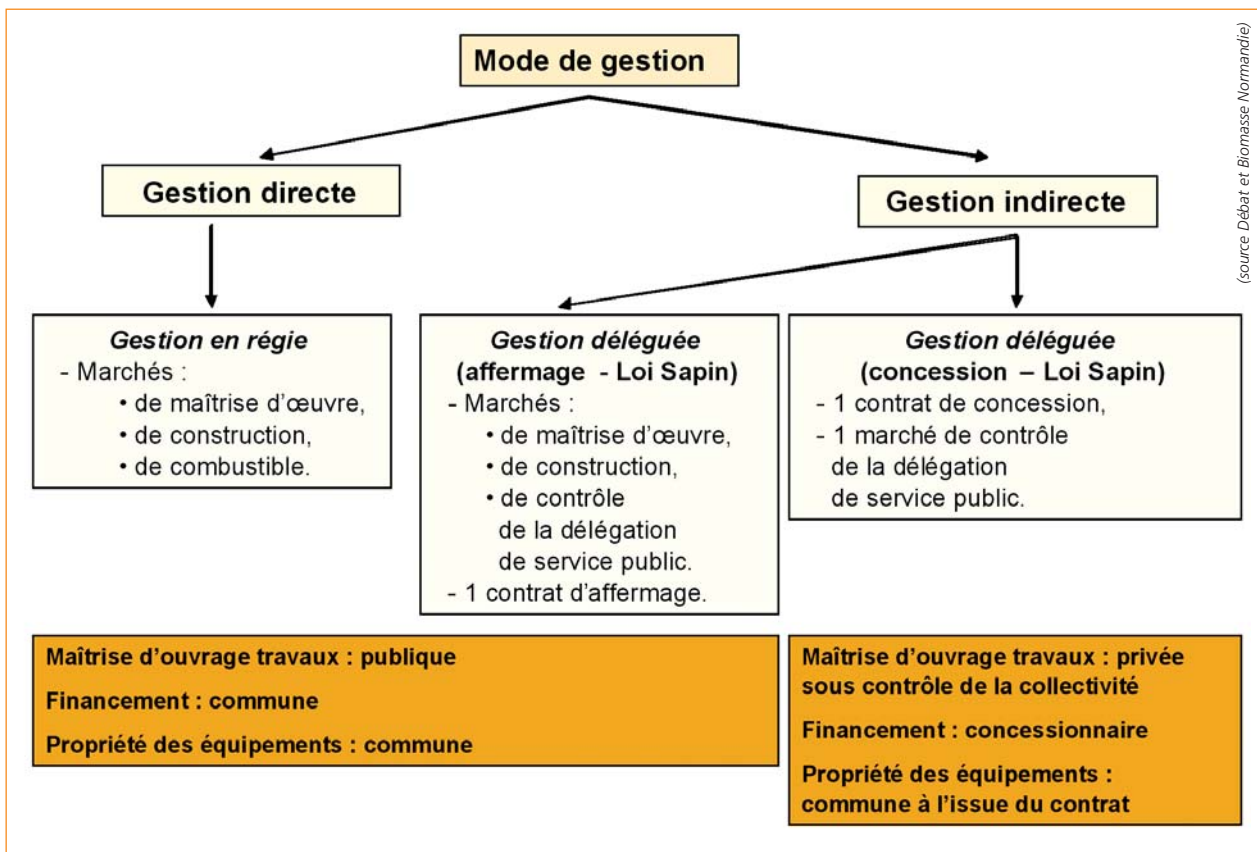 Mode de gestion
(source Débat et Biomasse Normandie)
Gestion directe
Gestion indirecte
Gestion en régie
- Marchés :
• de maîtrise d'œuvre,
• de construction,
• de combustible.
Gestion déléguée
(affermage - Loi Sapin)
- Marchés :
• de maîtrise d'œuvre,
• de construction,
• de contrôle
de la délégation
de service public.
- 1 contrat d'affermage.
Gestion déléguée
(concession – Loi Sapin)
- 1 contrat de concession,
- 1 marché de contrôle
de la délégation
de service public.
Maîtrise d'ouvrage travaux : publique
Financement : commune
Propriété des équipements : commune
Maîtrise d'ouvrage travaux : privée
sous contrôle de la collectivité
Financement : concessionnaire
Propriété des équipements :
commune à l'issue du contrat